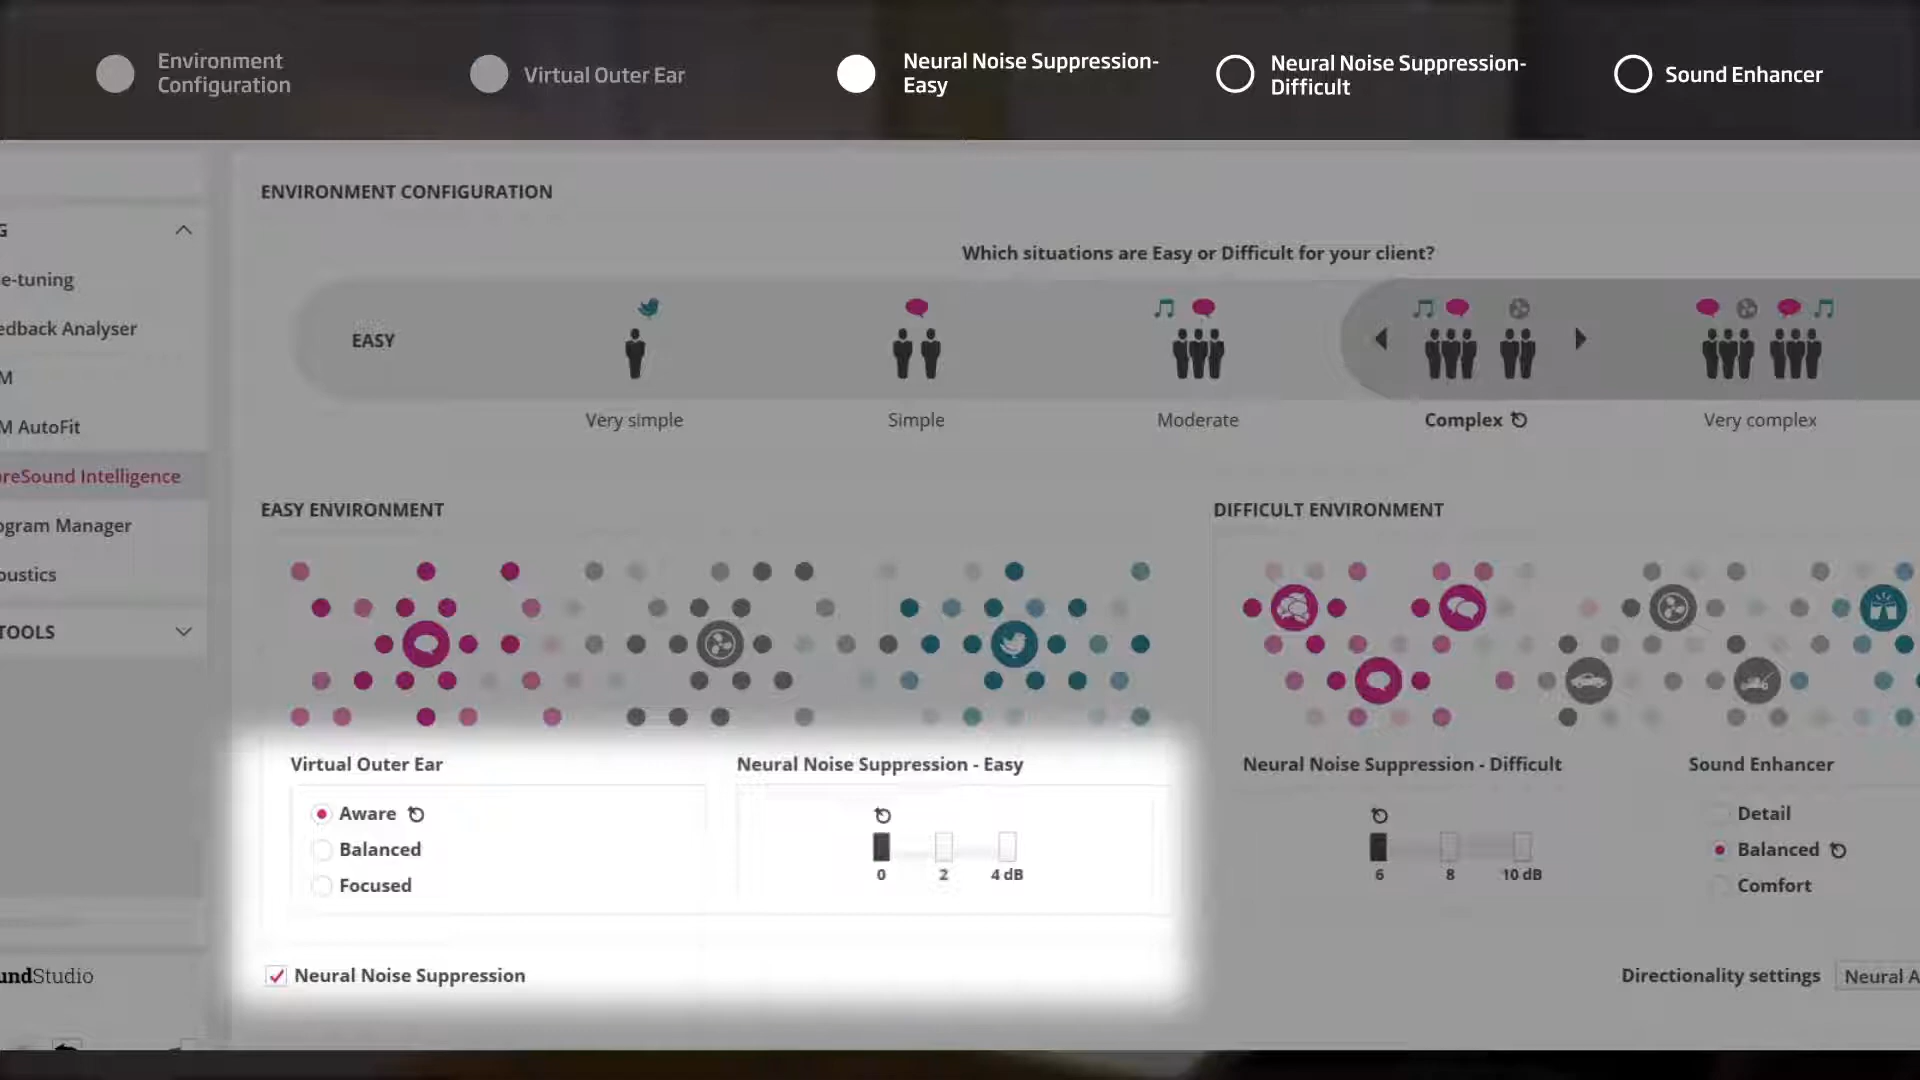 Environment
Configuration
Virtual Outer Ear
Neural Noise Suppression-
Easy
Neural Noise Suppression-
Difficult
Sound Enhancer
ENVIRONMENT CONFIGURATION
G
e-tuning
edback Analyser
M
M AutoFit
reSound Intelligence
ogram Manager
oustics
TOOLS
undStudio
Which situations are Easy or Difficult for your client?
EASY
Very simple
Simple
Moderate
Complex
Very complex
EASY ENVIRONMENT
DIFFICULT ENVIRONMENT
Virtual Outer Ear
Aware
Balanced
Focused
Neural Noise Suppression - Easy
0 2 4 dB
Neural Noise Suppression - Difficult
6 8 10 dB
Sound Enhancer
Detail
Balanced
Comfort
Neural Noise Suppression
Directionality settings
Neural A